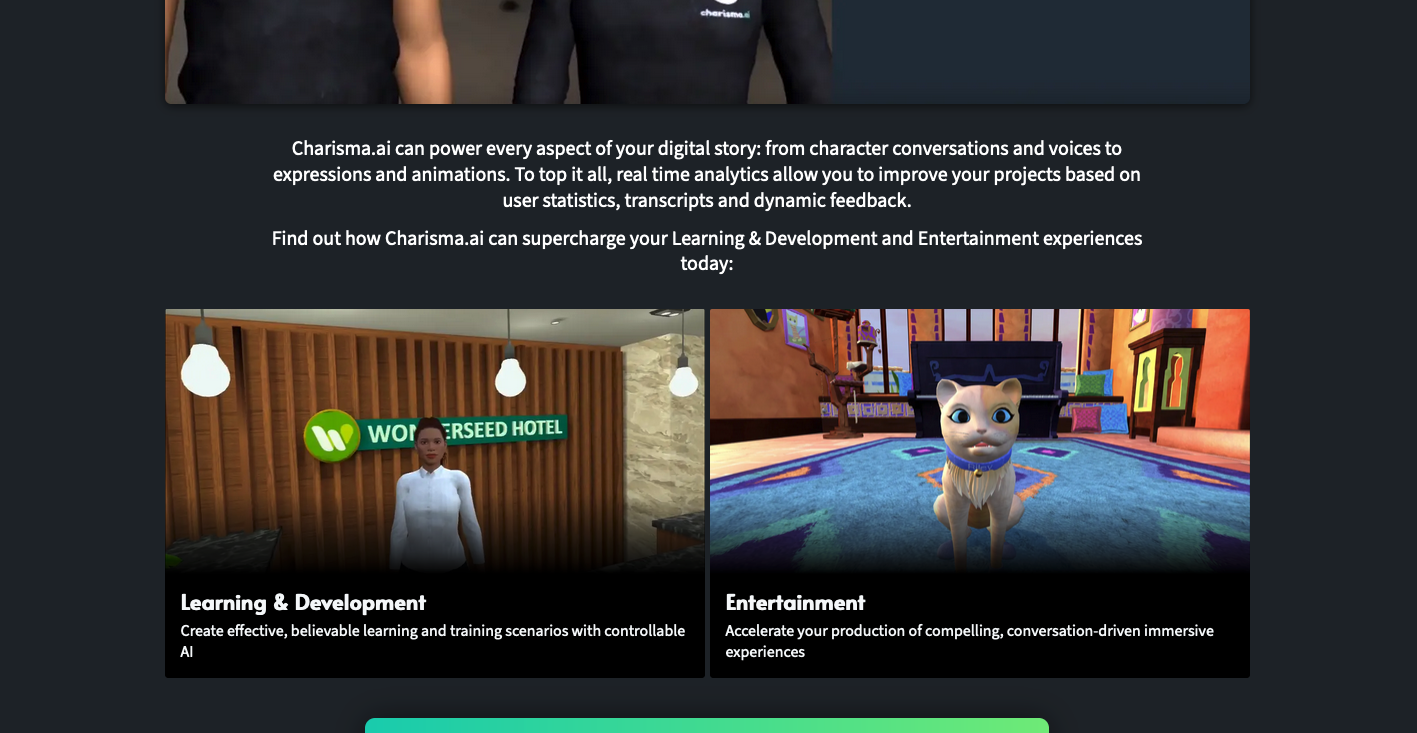 charisma.ai
Charisma.ai can power every aspect of your digital story: from character conversations and voices to
expressions and animations. To top it all, real time analytics allow you to improve your projects based on
user statistics, transcripts and dynamic feedback.
Find out how Charisma.ai can supercharge your Learning & Development and Entertainment experiences
today:
WON ERSEED HOTEL
Learning & Development
Create effective, believable learning and training scenarios with controllable
AI
Entertainment
Accelerate your production of compelling, conversation-driven immersive
experiences